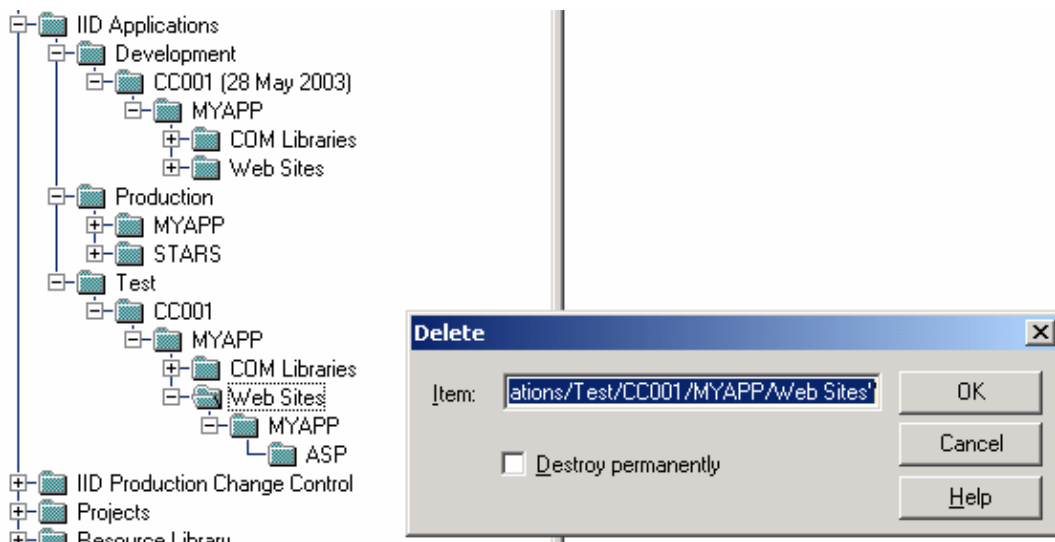 IID Applications
Development
CC001 (28 May 2003)
MYAPP
COM Libraries
Web Sites
Production
MYAPP
STARS
Test
CC001
MYAPP
COM Libraries
Web Sites
MYAPP
ASP
IID Production Change Control
Projects
Resource Library
Delete
Item: ations/Test/CC001/MYAPP/Web Sites" OK
Cancel
Destroy permanently
Help